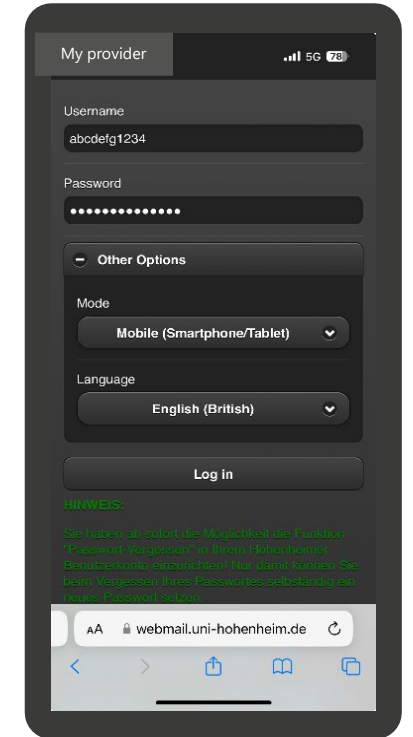 My provider
5G 78
Username
abcdefg1234
Password
••••••••••••••
Other Options
Mode
Mobile (Smartphone/Tablet)
Language
English (British)
Log in
HINWEIS:
Sie haben ab sofort die Möglichkeit die Funktion
"Passwort-Vergessen" in Ihrem Hohenheimer
Benutzerkonto einzurichten! Nur damit können Sie
beim Vergessen Ihres Passwortes selbständig ein
neues Passwort setzen.
AA webmail.uni-hohenheim.de